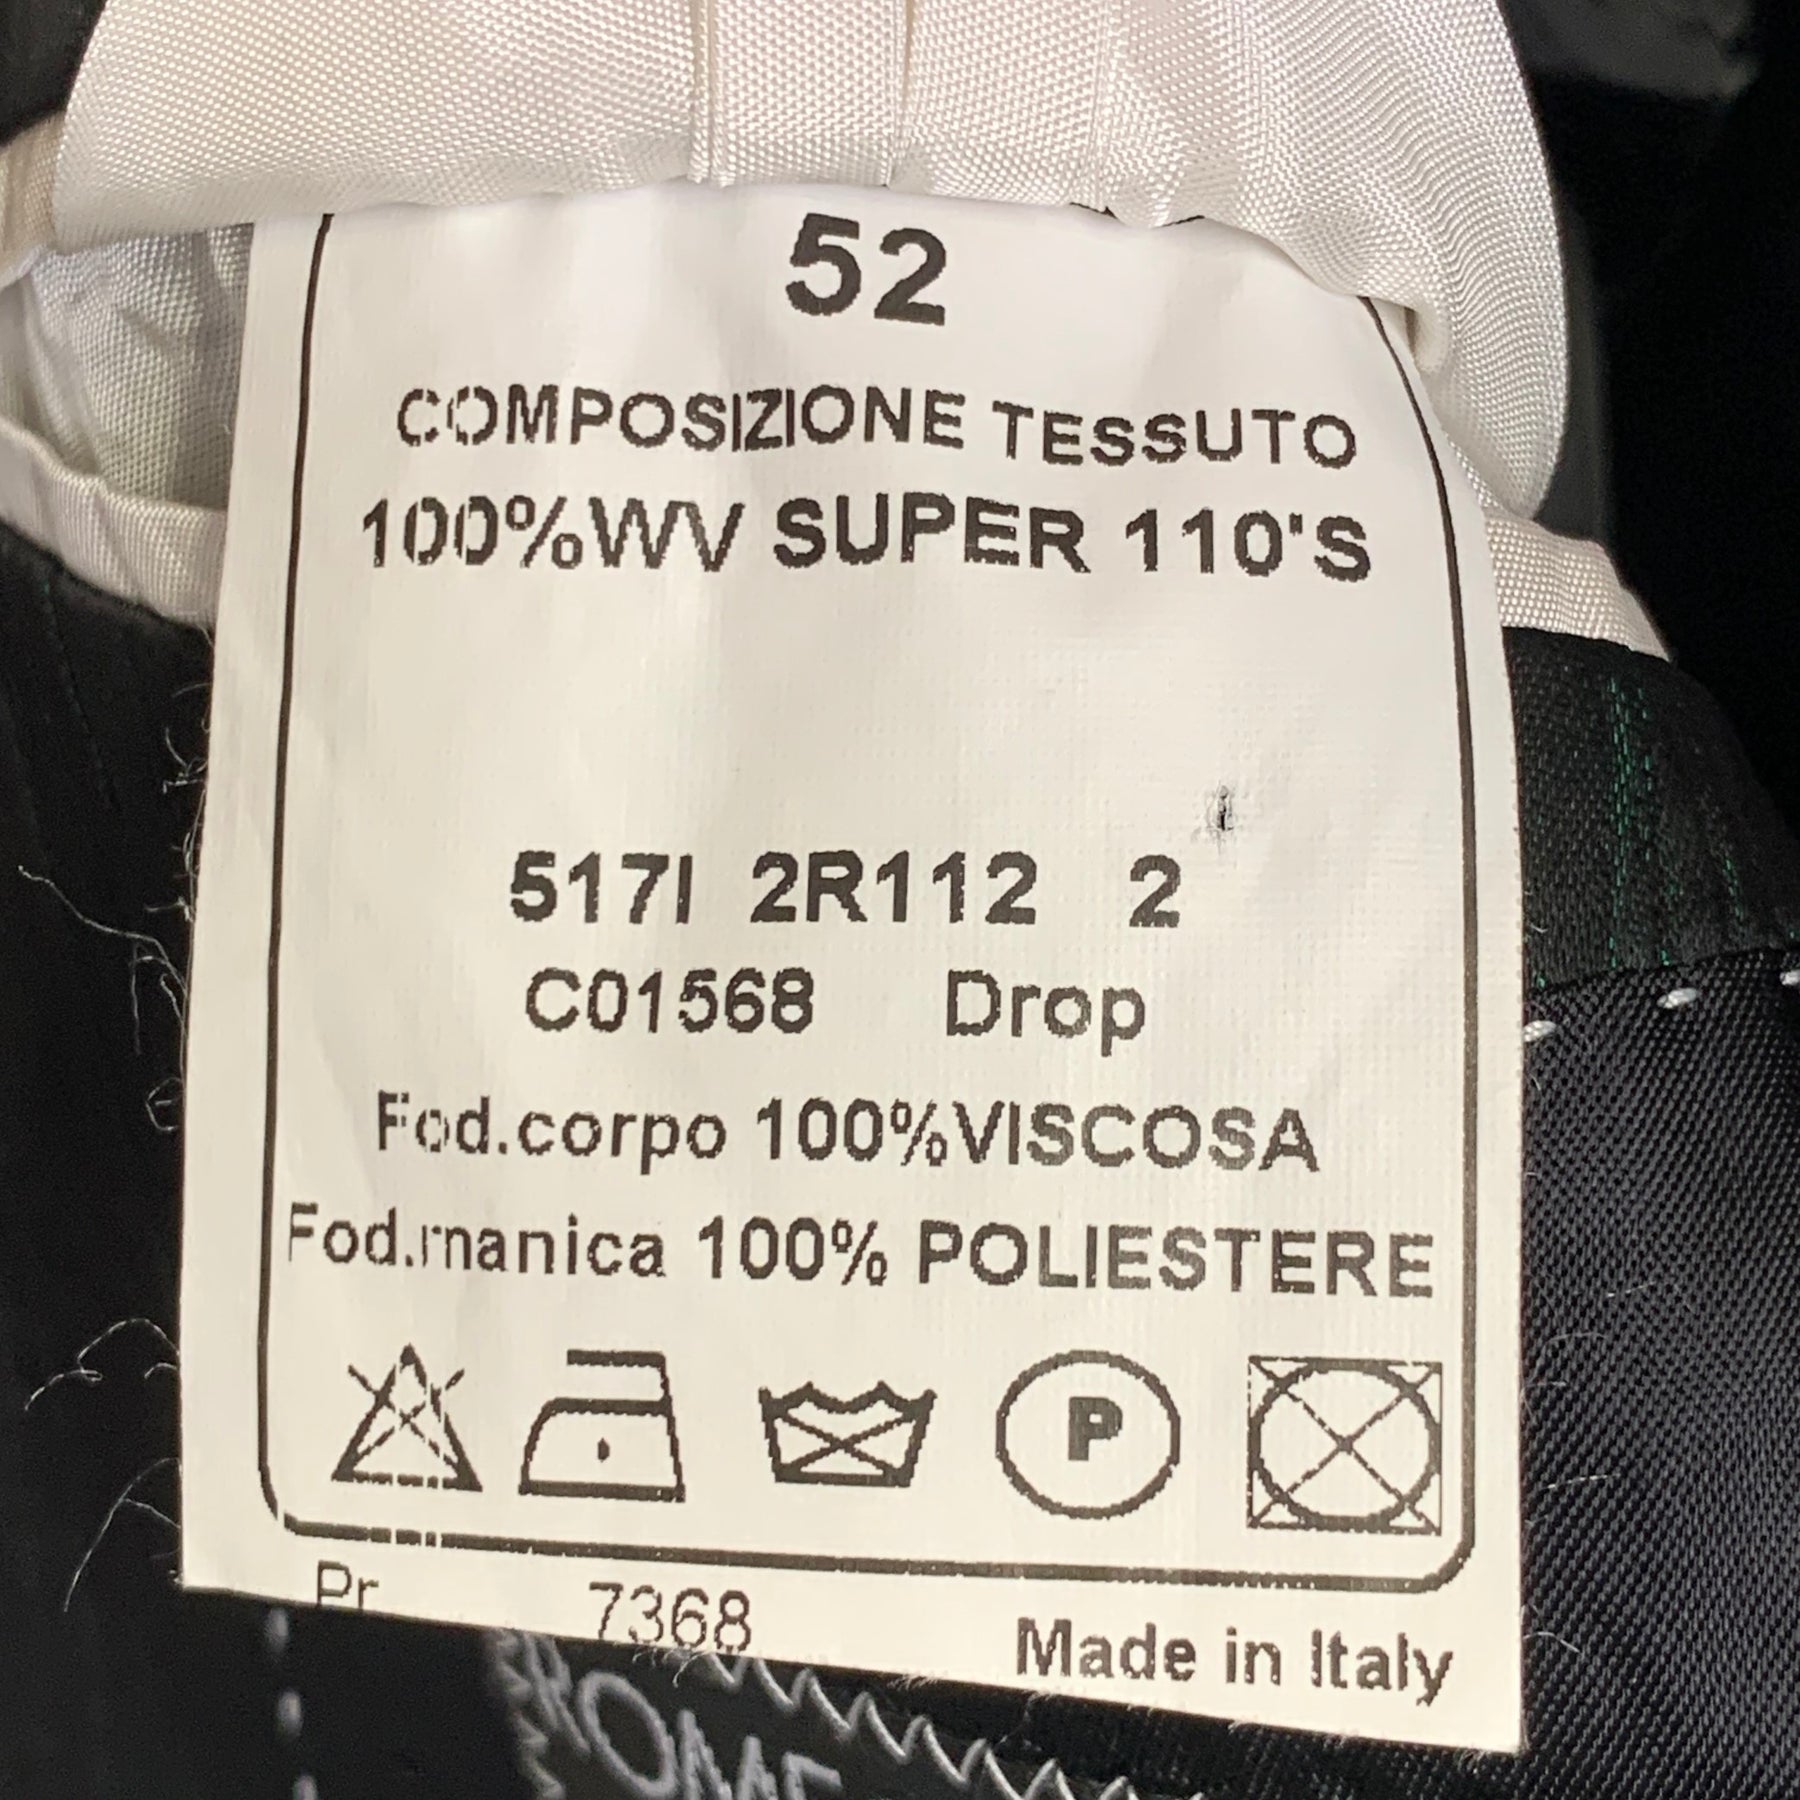 52
COMPOSIZIONE TESSUTO
100%WV SUPER 110'S
517I 2R112 2
C01568 Drop
Fod.corpo 100%VISCOSA
Fod.manica 100% POLIESTERE
P
Pr 7368 Made in Italy